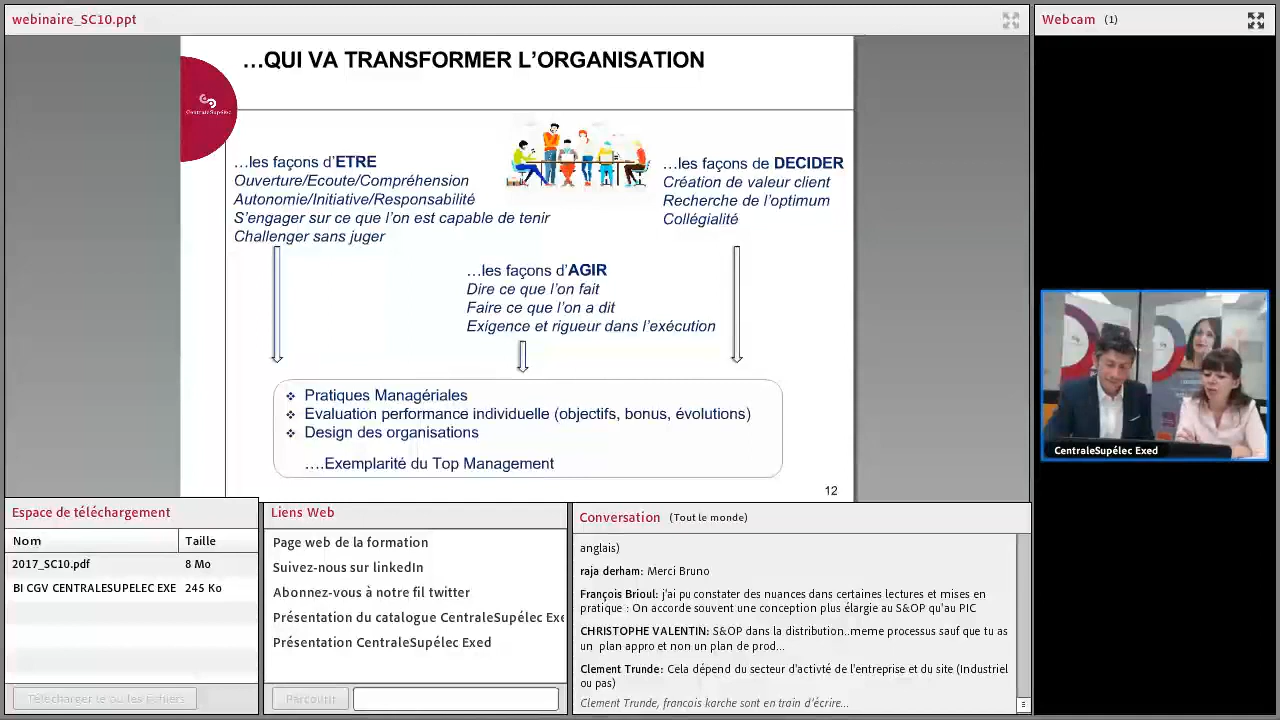 webinaire_SC10.ppt
…QUI VA TRANSFORMER L'ORGANISATION
CentraleSupélec
…les façons d'ETRE
Ouverture/Ecoute/Compréhension
Autonomie/Initiative/Responsabilité
S'engager sur ce que l'on est capable de tenir
Challenger sans juger
…les façons de DECIDER
Création de valeur client
Recherche de l'optimum
Collégialité
…les façons d'AGIR
Dire ce que l'on fait
Faire ce que l'on a dit
Exigence et rigueur dans l'exécution
❖ Pratiques Managériales
❖ Evaluation performance individuelle (objectifs, bonus, évolutions)
❖ Design des organisations
….Exemplarité du Top Management
12
Webcam (1)
CentraleSupélec Exed
Espace de téléchargement
Nom Taille
2017_SC10.pdf 8 Mo
BI CGV CENTRALESUPELEC EXE 245 Ko
Télécharger le ou les fichiers
Liens Web
Page web de la formation
Suivez-nous sur linkedIn
Abonnez-vous à notre fil twitter
Présentation du catalogue CentraleSupélec Exe
Présentation CentraleSupélec Exed
Parcourir
Conversation (Tout le monde)
anglais)
raja derham: Merci Bruno
François Brioul: j'ai pu constater des nuances dans certaines lectures et mises en
pratique : On accorde souvent une conception plus élargie au S&OP qu'au PIC
CHRISTOPHE VALENTIN: S&OP dans la distribution..meme processus sauf que tu as
un plan appro et non un plan de prod...
Clement Trunde: Cela dépend du secteur d'activté de l'entreprise et du site (Industriel
ou pas)
Clement Trunde, francois karche sont en train d'écrire...